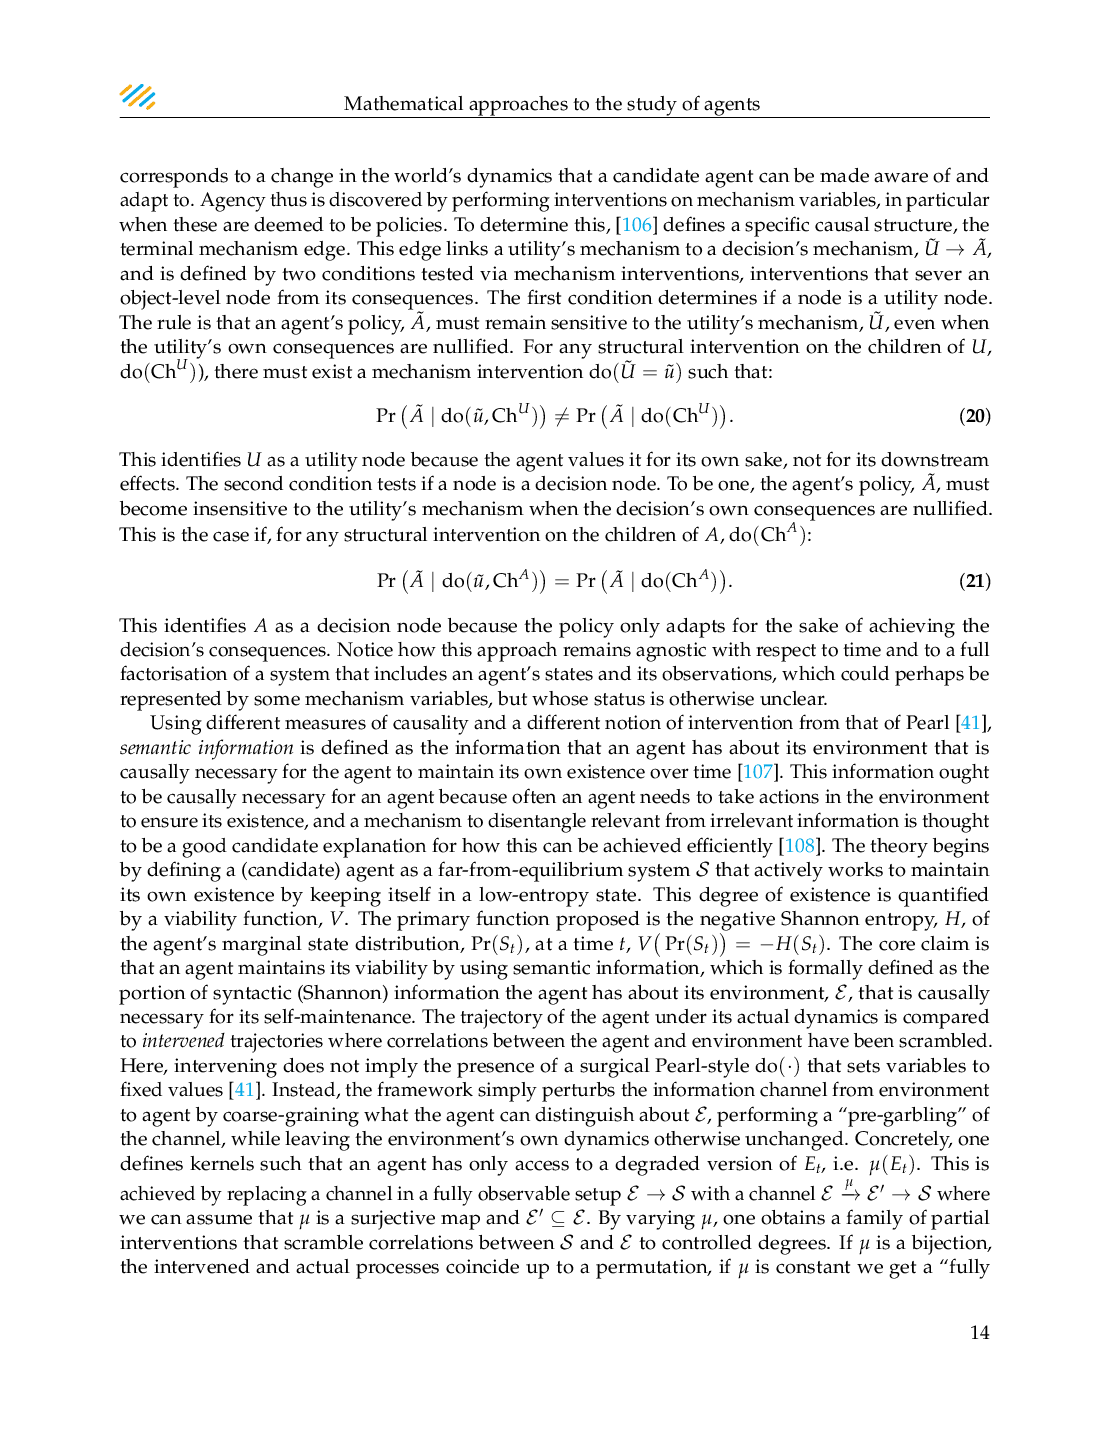 Mathematical approaches to the study of agents
corresponds to a change in the world's dynamics that a candidate agent can be made aware of and
adapt to. Agency thus is discovered by performing interventions on mechanism variables, in particular
when these are deemed to be policies. To determine this, [106] defines a specific causal structure, the
terminal mechanism edge. This edge links a utility's mechanism to a decision's mechanism, Ũ → Ã,
and is defined by two conditions tested via mechanism interventions, interventions that sever an
object-level node from its consequences. The first condition determines if a node is a utility node.
The rule is that an agent's policy, Ã, must remain sensitive to the utility's mechanism, Ũ, even when
the utility's own consequences are nullified. For any structural intervention on the children of U,
do(Ch^U)), there must exist a mechanism intervention do(Ũ = ũ) such that:
Pr (Ã | do(ũ, Ch^U)) ≠ Pr (Ã | do(Ch^U)). (20)
This identifies U as a utility node because the agent values it for its own sake, not for its downstream
effects. The second condition tests if a node is a decision node. To be one, the agent's policy, Ã, must
become insensitive to the utility's mechanism when the decision's own consequences are nullified.
This is the case if, for any structural intervention on the children of A, do(Ch^A):
Pr (Ã | do(ũ, Ch^A)) = Pr (Ã | do(Ch^A)). (21)
This identifies A as a decision node because the policy only adapts for the sake of achieving the
decision's consequences. Notice how this approach remains agnostic with respect to time and to a full
factorisation of a system that includes an agent's states and its observations, which could perhaps be
represented by some mechanism variables, but whose status is otherwise unclear.
Using different measures of causality and a different notion of intervention from that of Pearl [41],
semantic information is defined as the information that an agent has about its environment that is
causally necessary for the agent to maintain its own existence over time [107]. This information ought
to be causally necessary for an agent because often an agent needs to take actions in the environment
to ensure its existence, and a mechanism to disentangle relevant from irrelevant information is thought
to be a good candidate explanation for how this can be achieved efficiently [108]. The theory begins
by defining a (candidate) agent as a far-from-equilibrium system 𝒮 that actively works to maintain
its own existence by keeping itself in a low-entropy state. This degree of existence is quantified
by a viability function, V. The primary function proposed is the negative Shannon entropy, H, of
the agent's marginal state distribution, Pr(S_t), at a time t, V(Pr(S_t)) = −H(S_t). The core claim is
that an agent maintains its viability by using semantic information, which is formally defined as the
portion of syntactic (Shannon) information the agent has about its environment, ℰ, that is causally
necessary for its self-maintenance. The trajectory of the agent under its actual dynamics is compared
to intervened trajectories where correlations between the agent and environment have been scrambled.
Here, intervening does not imply the presence of a surgical Pearl-style do(·) that sets variables to
fixed values [41]. Instead, the framework simply perturbs the information channel from environment
to agent by coarse-graining what the agent can distinguish about ℰ, performing a “pre-garbling” of
the channel, while leaving the environment's own dynamics otherwise unchanged. Concretely, one
defines kernels such that an agent has only access to a degraded version of E_t, i.e. μ(E_t). This is
achieved by replacing a channel in a fully observable setup ℰ → 𝒮 with a channel ℰ →^μ ℰ′ → 𝒮 where
we can assume that μ is a surjective map and ℰ′ ⊆ ℰ. By varying μ, one obtains a family of partial
interventions that scramble correlations between 𝒮 and ℰ to controlled degrees. If μ is a bijection,
the intervened and actual processes coincide up to a permutation, if μ is constant we get a “fully
14